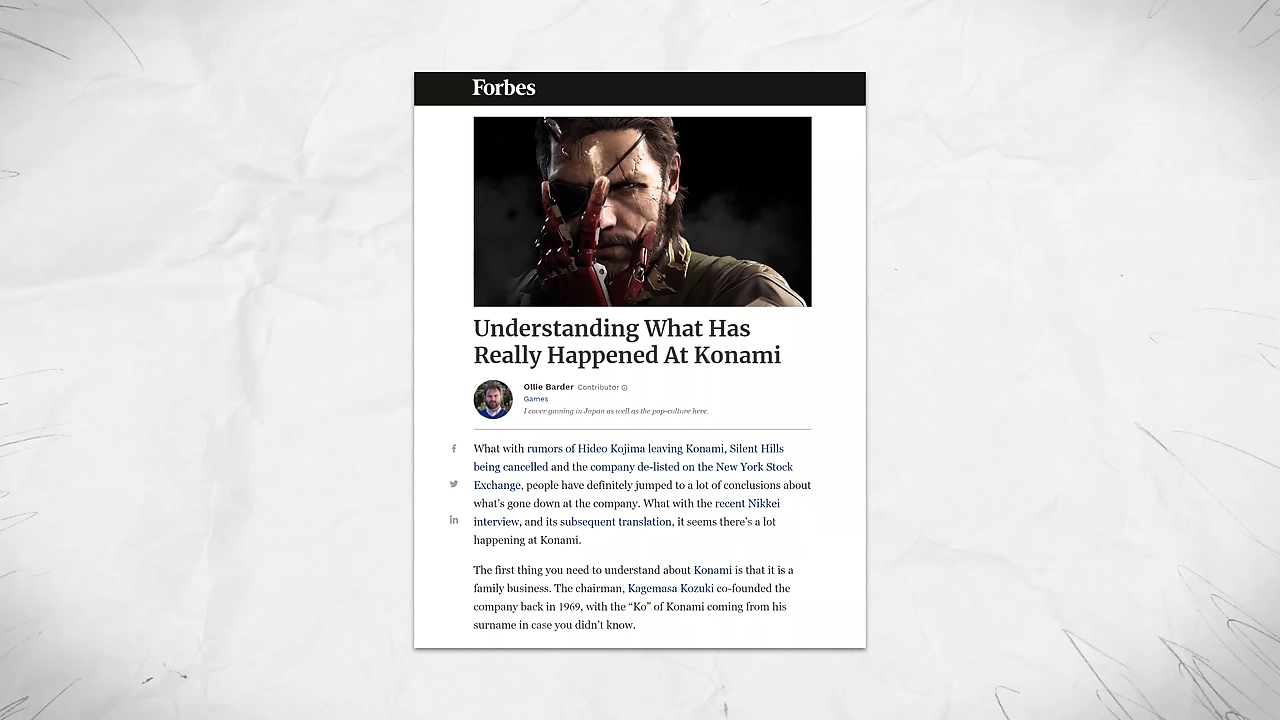 Forbes
Understanding What Has
Really Happened At Konami
Ollie Barder Contributor
Games
I cover gaming in Japan as well as the pop-culture here.
What with rumors of Hideo Kojima leaving Konami, Silent Hills
being cancelled and the company de-listed on the New York Stock
Exchange, people have definitely jumped to a lot of conclusions about
what's gone down at the company. What with the recent Nikkei
interview, and its subsequent translation, it seems there's a lot
happening at Konami.
The first thing you need to understand about Konami is that it is a
family business. The chairman, Kagemasa Kozuki co-founded the
company back in 1969, with the “Ko” of Konami coming from his
surname in case you didn't know.